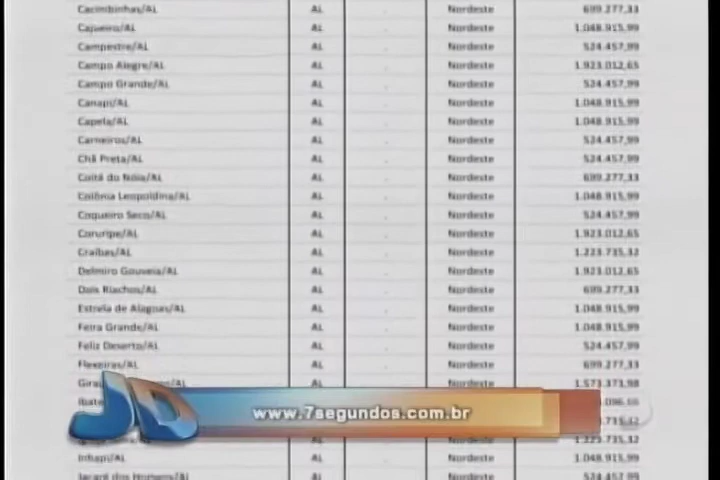 Cacimbinhas/AL AL . Nordeste 699.277,33
Cajueiro/AL AL . Nordeste 1.048.915,99
Campestre/AL AL . Nordeste 524.457,99
Campo Alegre/AL AL . Nordeste 1.923.012,65
Campo Grande/AL AL . Nordeste 524.457,99
Canapi/AL AL . Nordeste 1.048.915,99
Capela/AL AL . Nordeste 1.048.915,99
Carneiros/AL AL . Nordeste 524.457,99
Chã Preta/AL AL . Nordeste 524.457,99
Coité do Nóia/AL AL . Nordeste 699.277,33
Colônia Leopoldina/AL AL . Nordeste 1.048.915,99
Coqueiro Seco/AL AL . Nordeste 524.457,99
Coruripe/AL AL . Nordeste 1.923.012,65
Craíbas/AL AL . Nordeste 1.223.735,32
Delmiro Gouveia/AL AL . Nordeste 1.923.012,65
Dois Riachos/AL AL . Nordeste 699.277,33
Estrela de Alagoas/AL AL . Nordeste 1.048.915,99
Feira Grande/AL AL . Nordeste 1.048.915,99
Feliz Deserto/AL AL . Nordeste 524.457,99
Flexeiras/AL AL . Nordeste 699.277,33
AL . Nordeste 1.573.373,98
JD www.7segundos.com.br
AL . Nordeste 1.223.735,32
Inhapi/AL AL . Nordeste 1.048.915,99
Jacaré dos Homens/AL AL . Nordeste 524.457,99